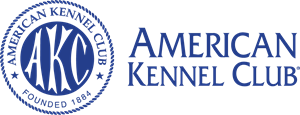 AMERICAN KENNEL CLUB
AKC
FOUNDED 1884
AMERICAN
KENNEL CLUB®